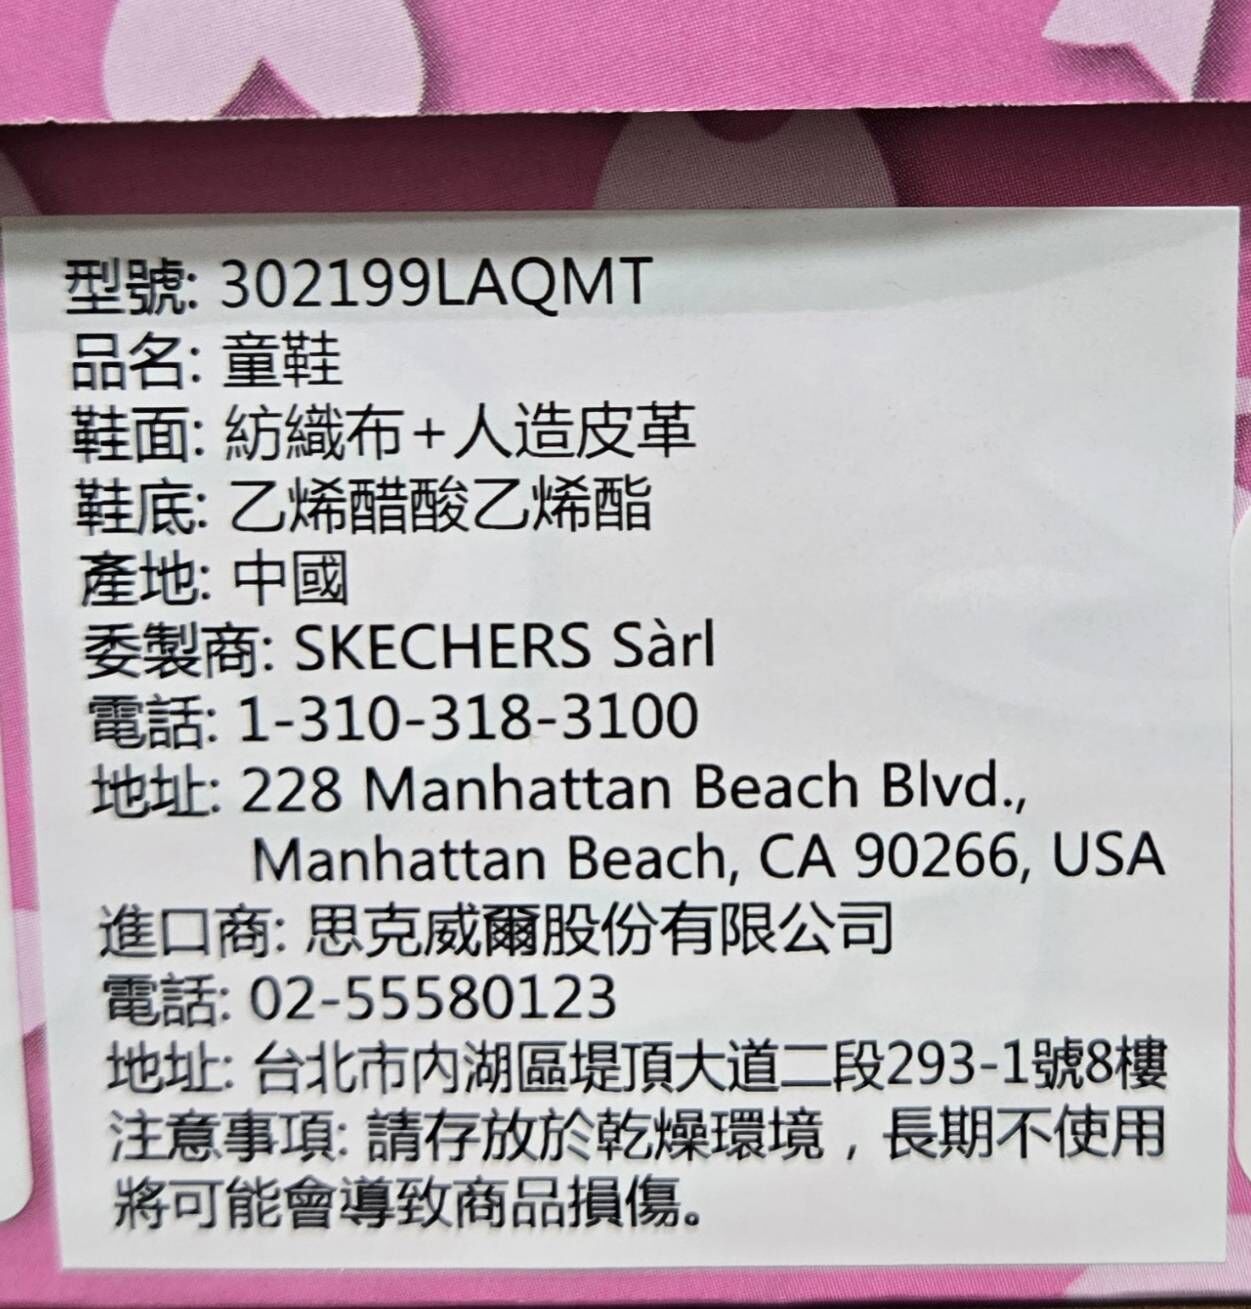 型號: 302199LAQMT
品名: 童鞋
鞋面: 紡織布+人造皮革
鞋底: 乙烯醋酸乙烯酯
產地: 中國
委製商: SKECHERS Sàrl
電話: 1-310-318-3100
地址: 228 Manhattan Beach Blvd.,
Manhattan Beach, CA 90266, USA
進口商: 思克威爾股份有限公司
電話: 02-55580123
地址: 台北市內湖區堤頂大道二段293-1號8樓
注意事項: 請存放於乾燥環境，長期不使用
將可能會導致商品損傷。